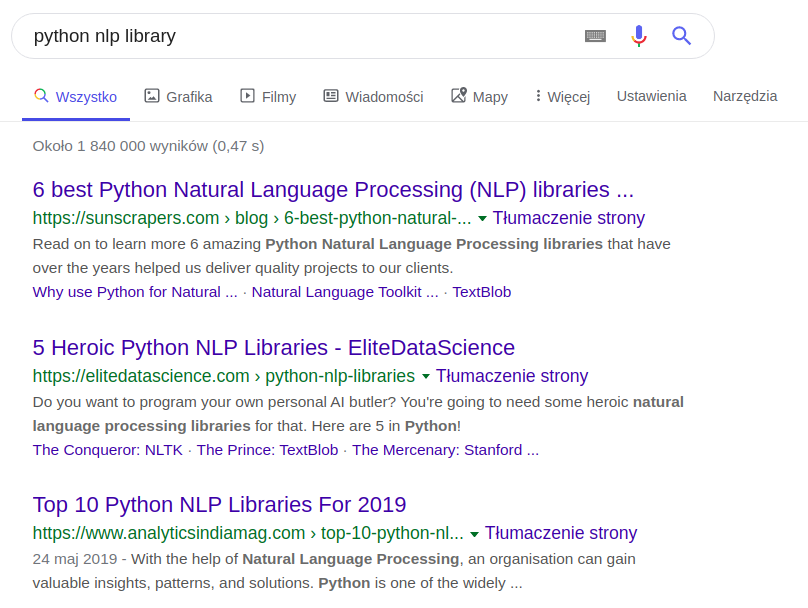 python nlp library
Wszystko Grafika Filmy Wiadomości Mapy Więcej Ustawienia Narzędzia
Około 1 840 000 wyników (0,47 s)
6 best Python Natural Language Processing (NLP) libraries ...
https://sunscrapers.com › blog › 6-best-python-natural-... Tłumaczenie strony
Read on to learn more 6 amazing Python Natural Language Processing libraries that have
over the years helped us deliver quality projects to our clients.
Why use Python for Natural ... · Natural Language Toolkit ... · TextBlob
5 Heroic Python NLP Libraries - EliteDataScience
https://elitedatascience.com › python-nlp-libraries Tłumaczenie strony
Do you want to program your own personal AI butler? You're going to need some heroic natural
language processing libraries for that. Here are 5 in Python!
The Conqueror: NLTK · The Prince: TextBlob · The Mercenary: Stanford ...
Top 10 Python NLP Libraries For 2019
https://www.analyticsindiamag.com › top-10-python-nl... Tłumaczenie strony
24 maj 2019 - With the help of Natural Language Processing, an organisation can gain
valuable insights, patterns, and solutions. Python is one of the widely ...